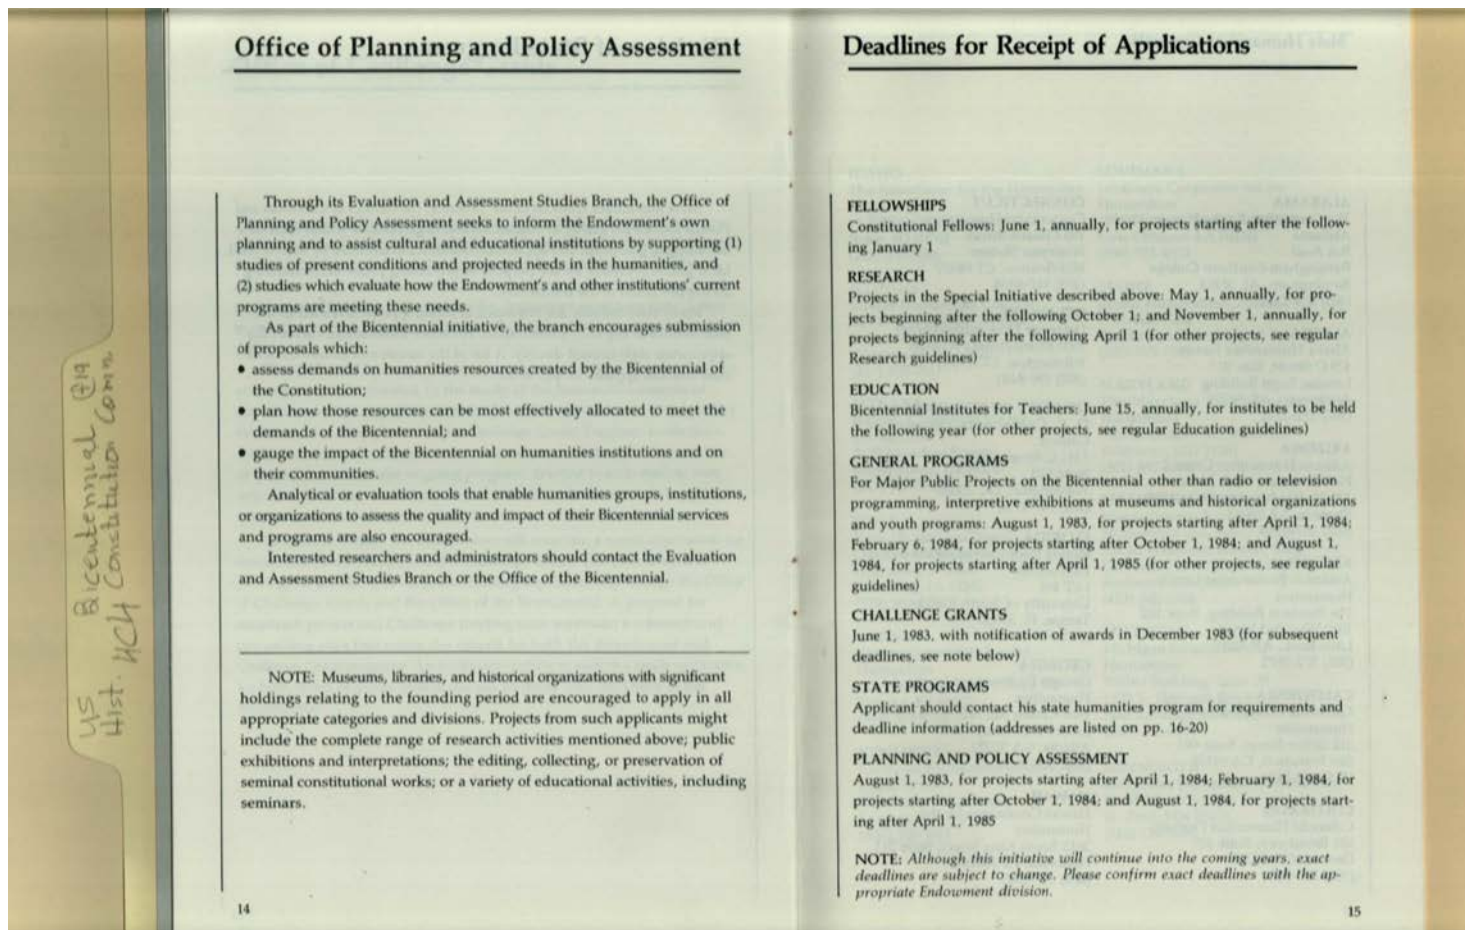 US Bicentennial 19
Hist. HCH Constitution Comn
Office of Planning and Policy Assessment
Through its Evaluation and Assessment Studies Branch, the Office of
Planning and Policy Assessment seeks to inform the Endowment's own
planning and to assist cultural and educational institutions by supporting (1)
studies of present conditions and projected needs in the humanities, and
(2) studies which evaluate how the Endowment's and other institutions' current
programs are meeting these needs.
As part of the Bicentennial initiative, the branch encourages submission
of proposals which:
• assess demands on humanities resources created by the Bicentennial of
the Constitution;
• plan how those resources can be most effectively allocated to meet the
demands of the Bicentennial; and
• gauge the impact of the Bicentennial on humanities institutions and on
their communities.
Analytical or evaluation tools that enable humanities groups, institutions,
or organizations to assess the quality and impact of their Bicentennial services
and programs are also encouraged.
Interested researchers and administrators should contact the Evaluation
and Assessment Studies Branch or the Office of the Bicentennial.
NOTE: Museums, libraries, and historical organizations with significant
holdings relating to the founding period are encouraged to apply in all
appropriate categories and divisions. Projects from such applicants might
include the complete range of research activities mentioned above; public
exhibitions and interpretations; the editing, collecting, or preservation of
seminal constitutional works; or a variety of educational activities, including
seminars.
14
Deadlines for Receipt of Applications
FELLOWSHIPS
Constitutional Fellows: June 1, annually, for projects starting after the follow-
ing January 1
RESEARCH
Projects in the Special Initiative described above: May 1, annually, for pro-
jects beginning after the following October 1; and November 1, annually, for
projects beginning after the following April 1 (for other projects, see regular
Research guidelines)
EDUCATION
Bicentennial Institutes for Teachers: June 15, annually, for institutes to be held
the following year (for other projects, see regular Education guidelines)
GENERAL PROGRAMS
For Major Public Projects on the Bicentennial other than radio or television
programming, interpretive exhibitions at museums and historical organizations
and youth programs: August 1, 1983, for projects starting after April 1, 1984;
February 6, 1984, for projects starting after October 1, 1984; and August 1,
1984, for projects starting after April 1, 1985 (for other projects, see regular
guidelines)
CHALLENGE GRANTS
June 1, 1983, with notification of awards in December 1983 (for subsequent
deadlines, see note below)
STATE PROGRAMS
Applicant should contact his state humanities program for requirements and
deadline information (addresses are listed on pp. 16-20)
PLANNING AND POLICY ASSESSMENT
August 1, 1983, for projects starting after April 1, 1984; February 1, 1984, for
projects starting after October 1, 1984; and August 1, 1984, for projects start-
ing after April 1, 1985
NOTE: Although this initiative will continue into the coming years, exact
deadlines are subject to change. Please confirm exact deadlines with the ap-
propriate Endowment division.
15